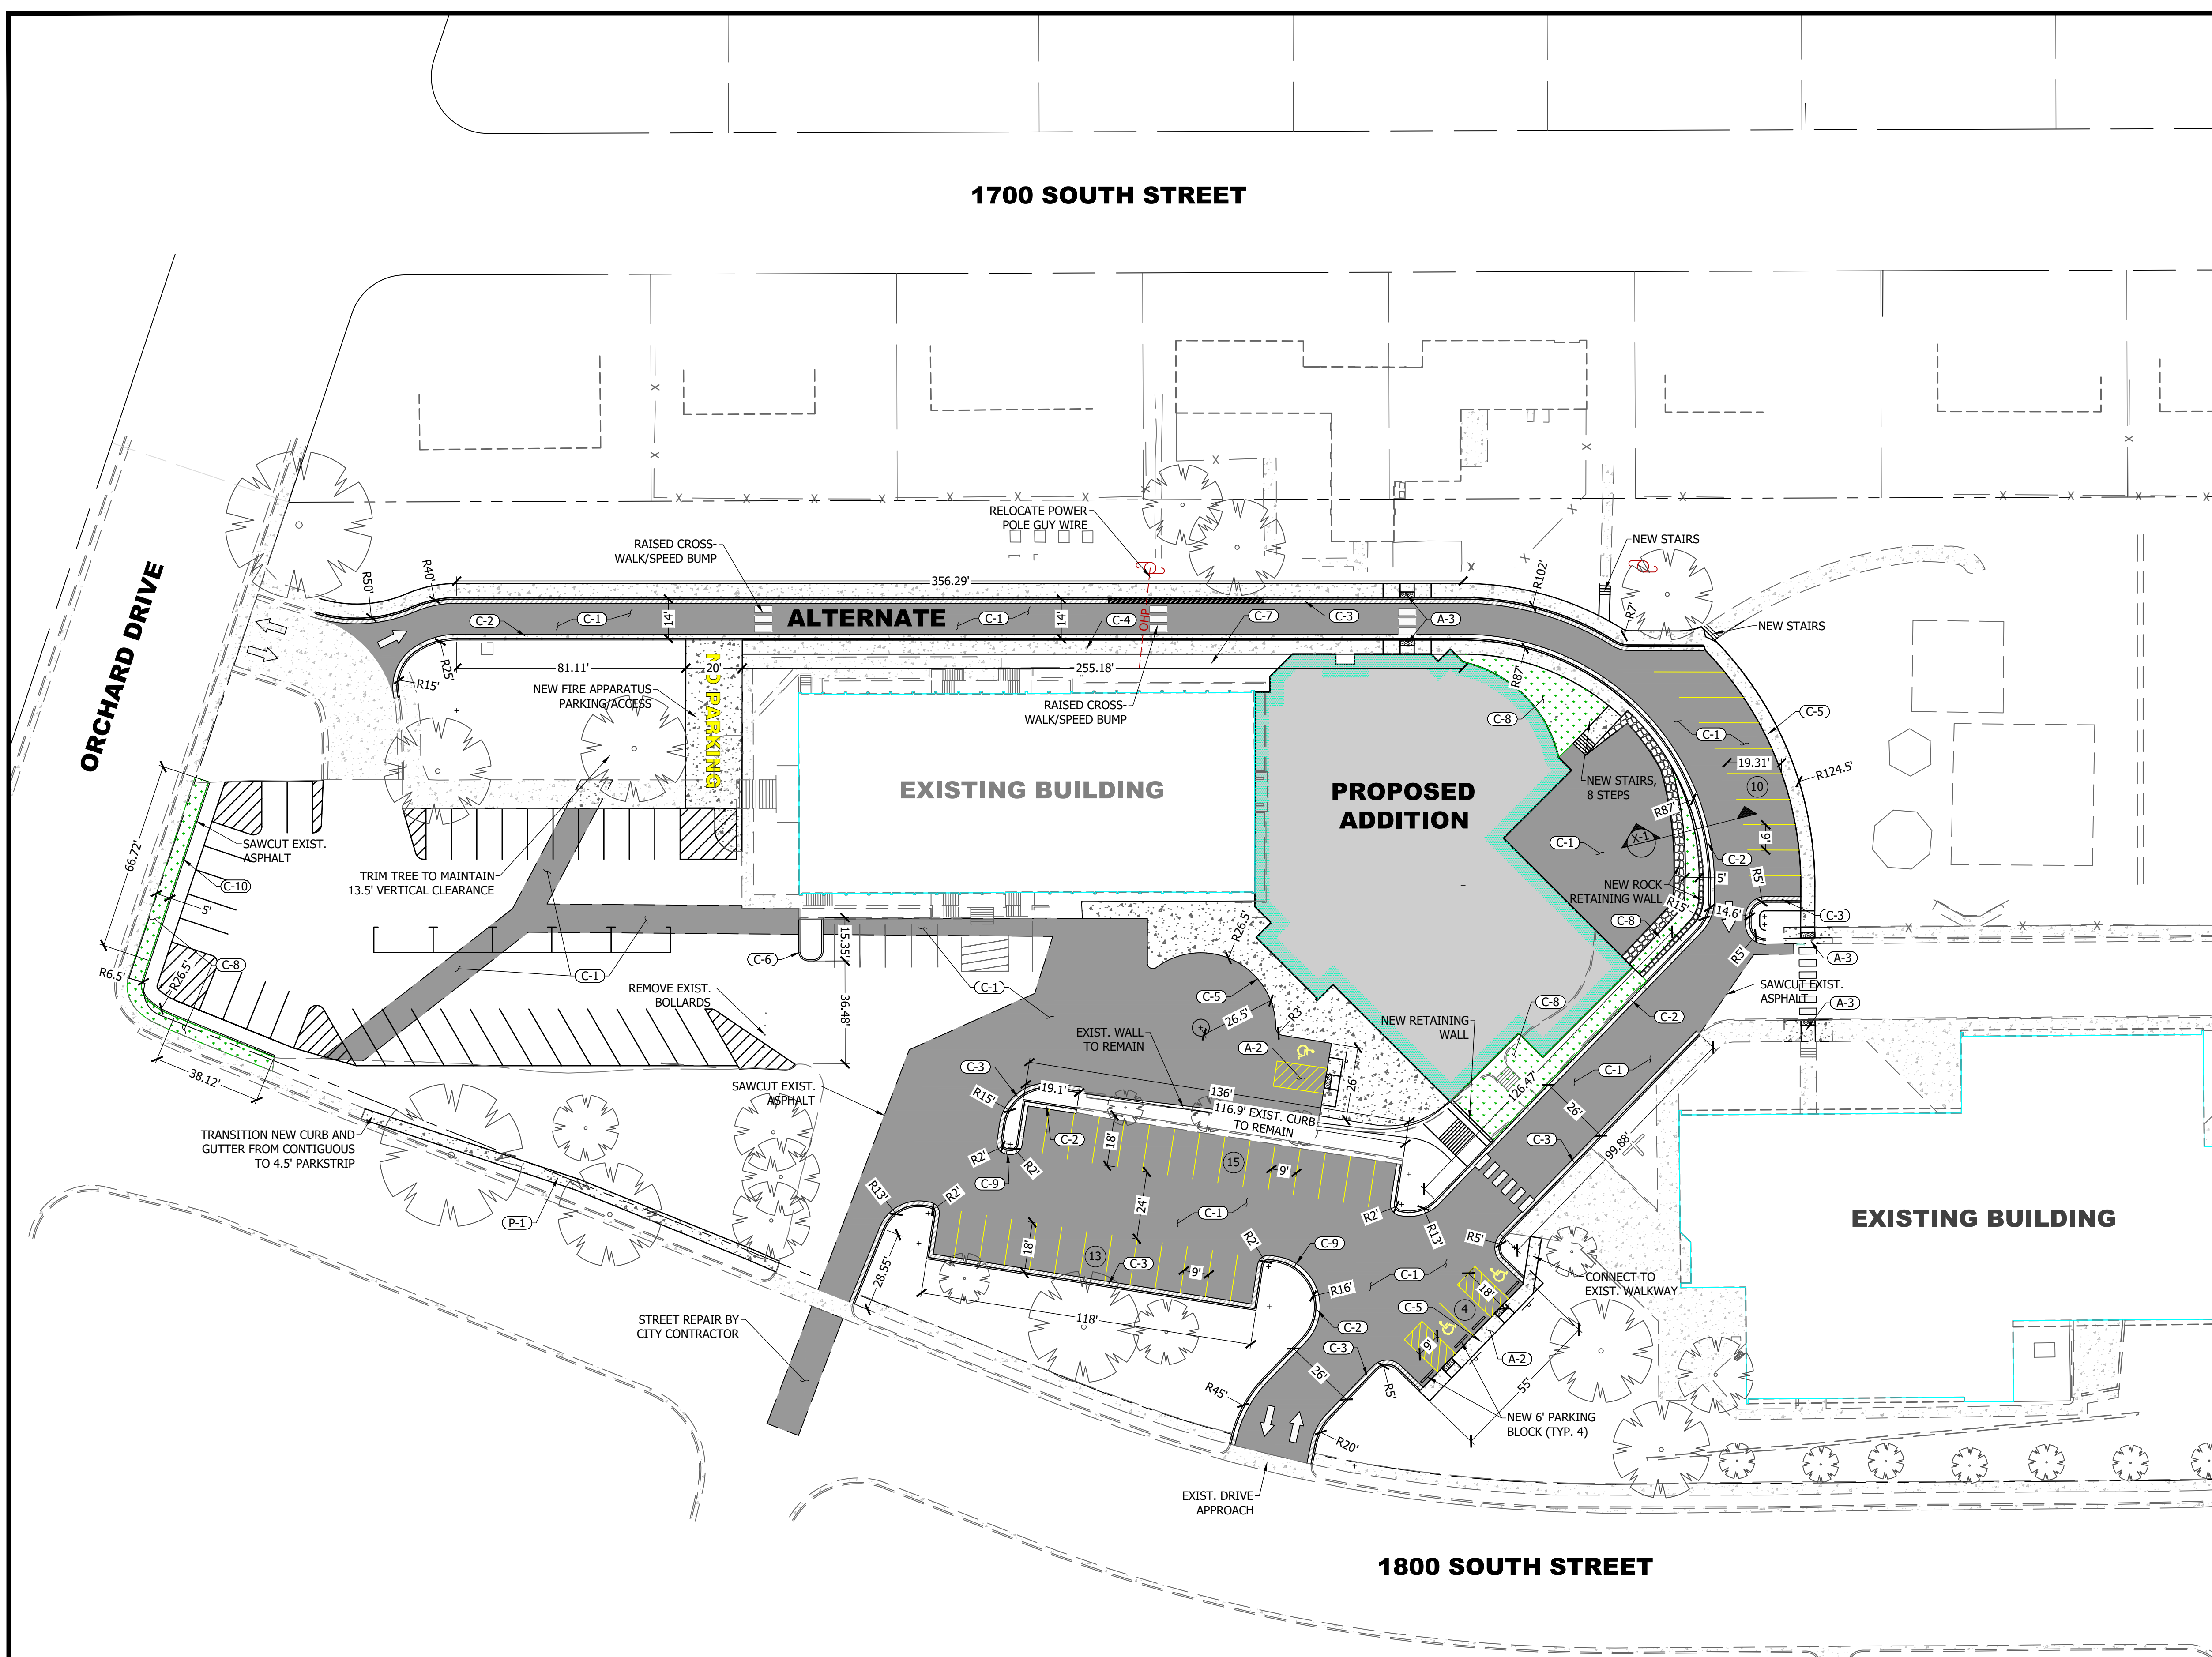 1700 SOUTH STREET
ORCHARD DRIVE
RELOCATE POWER
POLE GUY WIRE
RAISED CROSS-
WALK/SPEED BUMP
NEW STAIRS
NEW STAIRS
R50'
R40'
356.29'
R102'
R7'
C-2
C-1
14'
ALTERNATE
C-1
14'
C-4
OHP
C-7
C-3
A-3
R25'
R15'
81.11'
20'
255.18'
R87'
NEW FIRE APPARATUS
PARKING/ACCESS
NO PARKING
RAISED CROSS-
WALK/SPEED BUMP
C-8
C-5
C-1
19.31'
R124.5'
10
9'
EXISTING BUILDING
PROPOSED
ADDITION
NEW STAIRS,
8 STEPS
R87'
X-1
C-1
C-2
5'
R5'
NEW ROCK
RETAINING WALL
R15'
14.6'
C-3
C-8
R5'
A-3
SAWCUT EXIST.
ASPHALT
A-3
66.72'
SAWCUT EXIST.
ASPHALT
C-10
5'
TRIM TREE TO MAINTAIN
13.5' VERTICAL CLEARANCE
R6.5'
R26.5'
C-8
38.12'
C-6
15.35'
36.48'
C-1
REMOVE EXIST.
BOLLARDS
C-1
R26.5'
C-5
26.5'
R3'
EXIST. WALL
TO REMAIN
A-2
26'
NEW RETAINING
WALL
C-8
C-2
C-1
126.47'
26'
99.88'
C-3
SAWCUT EXIST.
ASPHALT
C-3
R15'
19.1'
136'
116.9' EXIST. CURB
TO REMAIN
C-2
18'
R2'
R2'
C-9
15
9'
24'
C-1
R13'
R2'
18'
13
C-3
9'
R2'
R2'
R13'
C-9
R5'
28.55'
118'
R16'
C-1
C-2
C-5
4
18'
9'
CONNECT TO
EXIST. WALKWAY
A-2
55'
C-3
26'
R5'
R45'
R20'
NEW 6' PARKING
BLOCK (TYP. 4)
TRANSITION NEW CURB AND
GUTTER FROM CONTIGUOUS
TO 4.5' PARKSTRIP
P-1
STREET REPAIR BY
CITY CONTRACTOR
EXIST. DRIVE
APPROACH
EXISTING BUILDING
1800 SOUTH STREET